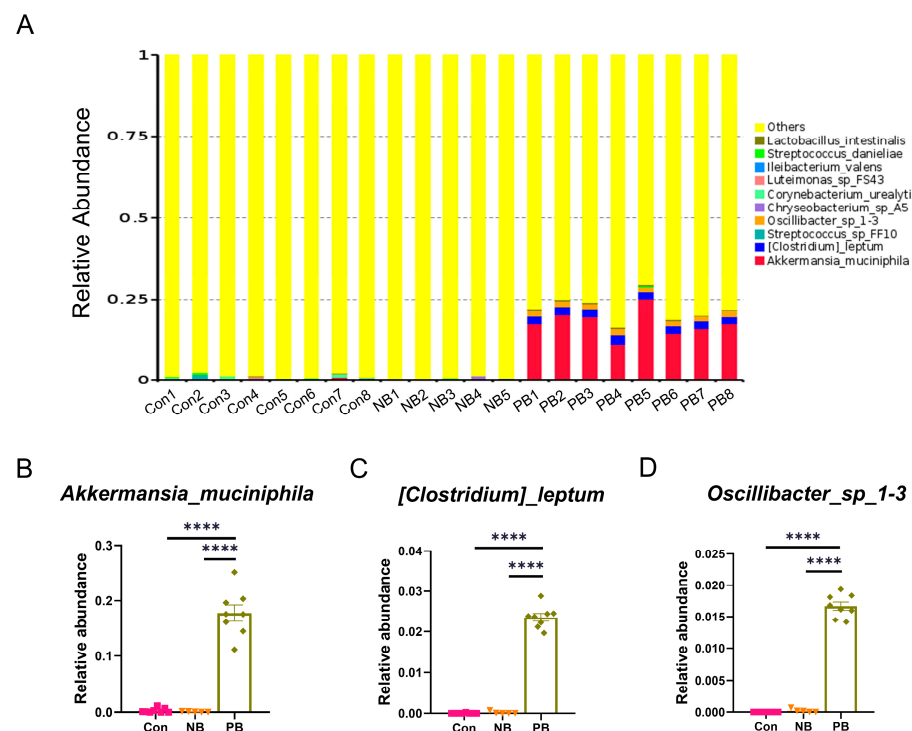 A
Relative Abundance
1
0.75
0.5
0.25
0
Con1 Con2 Con3 Con4 Con5 Con6 Con7 Con8 NB1 NB2 NB3 NB4 NB5 PB1 PB2 PB3 PB4 PB5 PB6 PB7 PB8
Others
Lactobacillus_intestinalis
Streptococcus_danieliae
Ileibacterium_valens
Luteimonas_sp_FS43
Corynebacterium_urealyti
Chryseobacterium_sp_A5
Oscillibacter_sp_1-3
Streptococcus_sp_FF10
[Clostridium]_leptum
Akkermansia_muciniphila
B
Akkermansia_muciniphila
Relative abundance
0.3
0.2
0.1
0.0
****
****
Con NB PB
C
[Clostridium]_leptum
Relative abundance
0.04
0.03
0.02
0.01
0.00
****
****
Con NB PB
D
Oscillibacter_sp_1-3
Relative abundance
0.025
0.020
0.015
0.010
0.005
0.000
****
****
Con NB PB